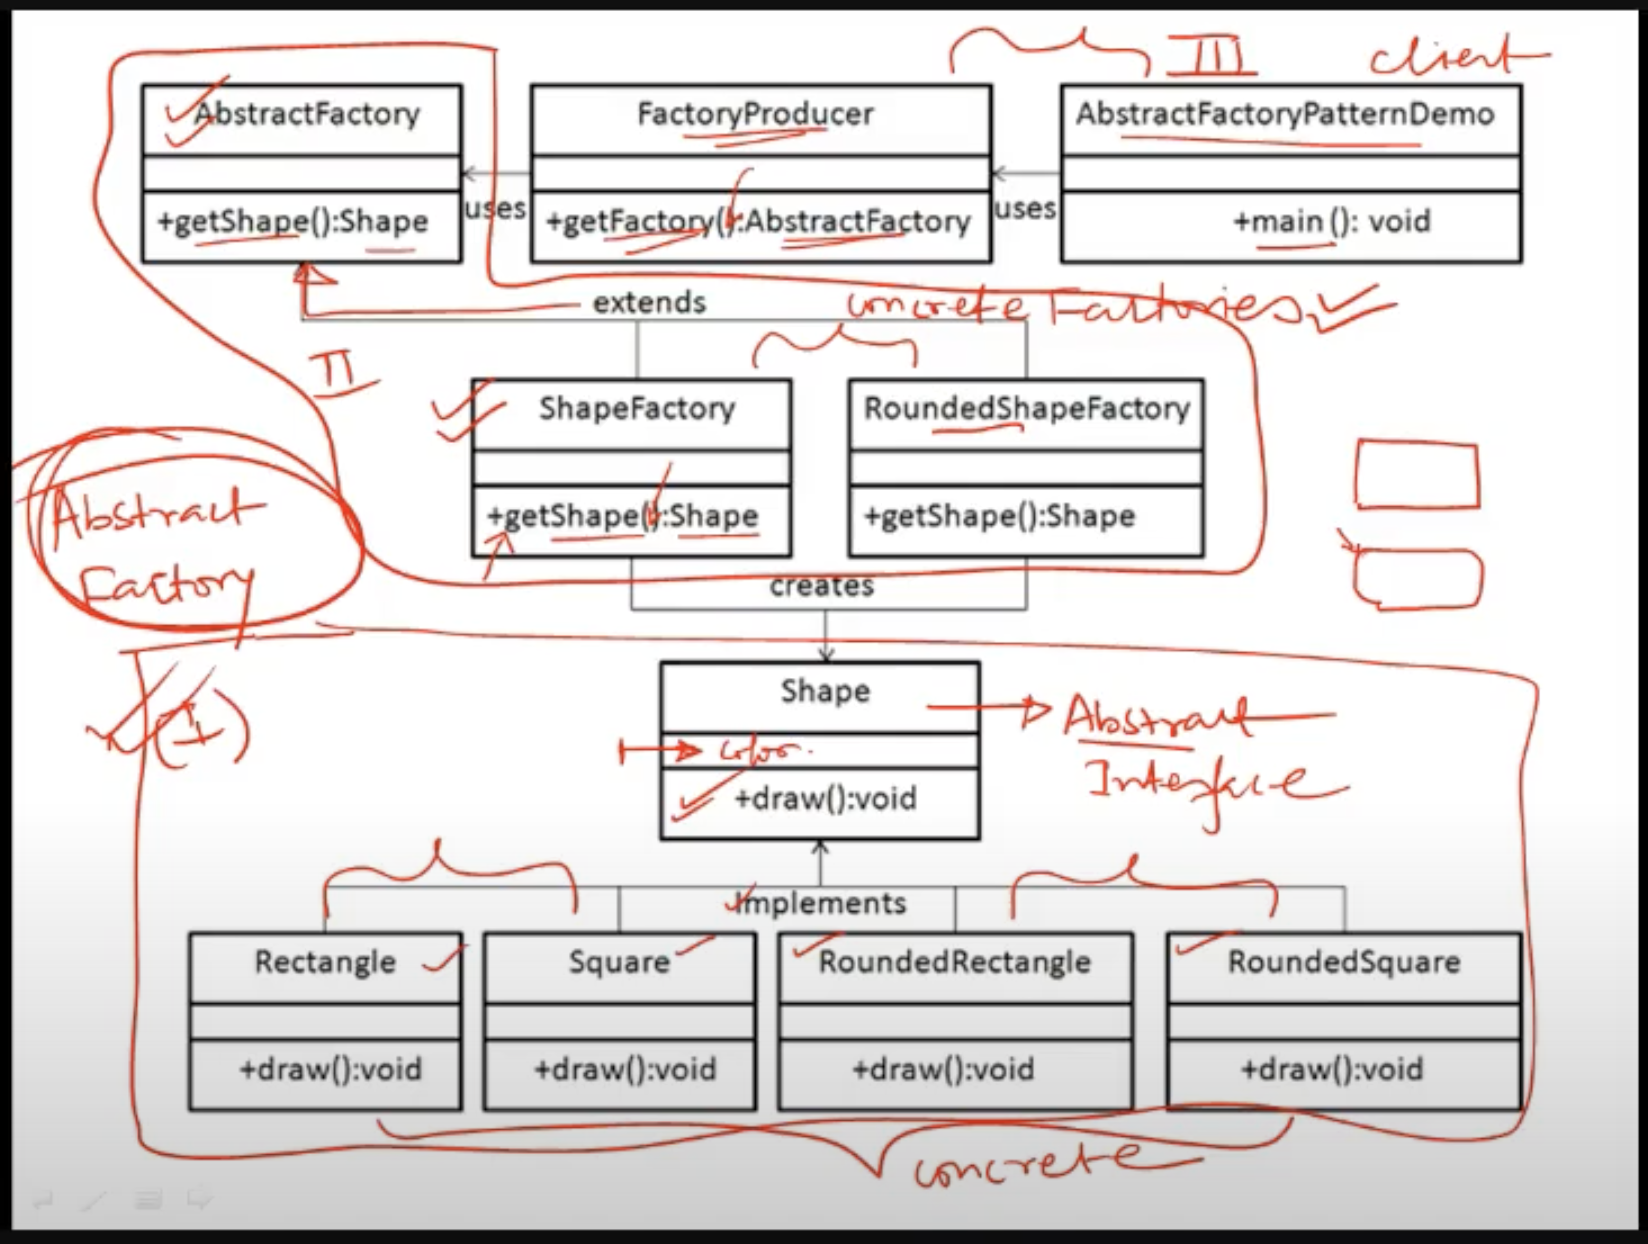 III client
AbstractFactory
+getShape():Shape
uses
FactoryProducer
+getFactory():AbstractFactory
uses
AbstractFactoryPatternDemo
+main(): void
extends
concrete Factories
II
ShapeFactory
+getShape():Shape
RoundedShapeFactory
+getShape():Shape
Abstract
Factory
creates
(I)
Shape
color.
+draw():void
Abstract
Interface
Implements
Rectangle
+draw():void
Square
+draw():void
RoundedRectangle
+draw():void
RoundedSquare
+draw():void
concrete